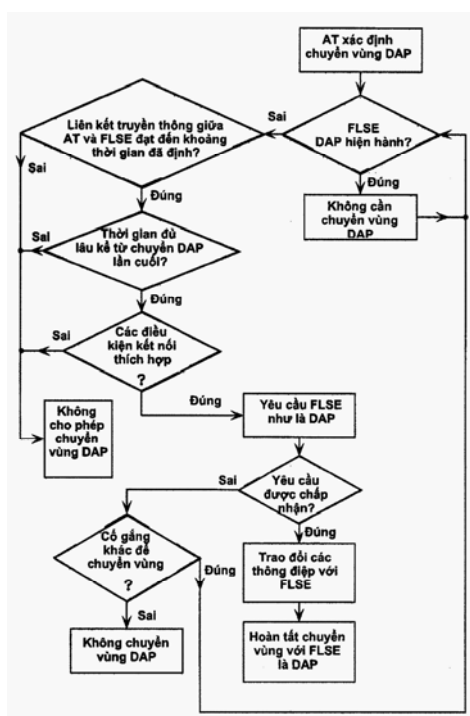 AT xác định
chuyển vùng DAP
Sai
FLSE
DAP hiện hành?
Liên kết truyền thông giữa
AT và FLSE đạt đến khoảng
thời gian đã định?
Sai
Đúng
Không cần
chuyển vùng
DAP
Đúng
Sai
Thời gian đủ
lâu kể từ chuyển DAP
lần cuối?
Đúng
Sai
Các điều
kiện kết nối
thích hợp
?
Không
cho phép
chuyển
vùng DAP
Đúng
Yêu cầu FLSE
như là DAP
Sai
Yêu cầu
được chấp
nhận?
Cố gắng
khác để
chuyển vùng
?
Đúng
Đúng
Trao đổi các
thông điệp với
FLSE
Sai
Không chuyển
vùng DAP
Hoàn tất chuyển
vùng với FLSE
là DAP